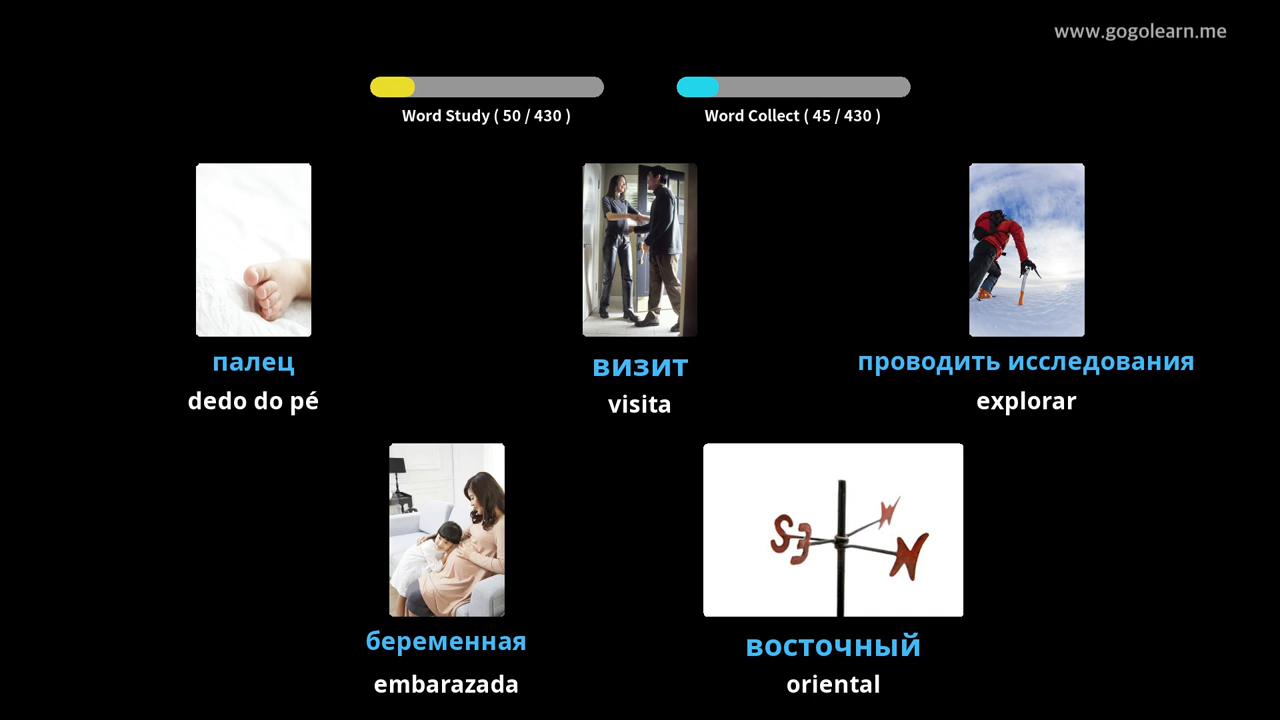 www.gogolearn.me
Word Study ( 50 / 430 )
Word Collect ( 45 / 430 )
палец
dedo do pé
визит
visita
проводить исследования
explorar
беременная
embarazada
S E N W
восточный
oriental